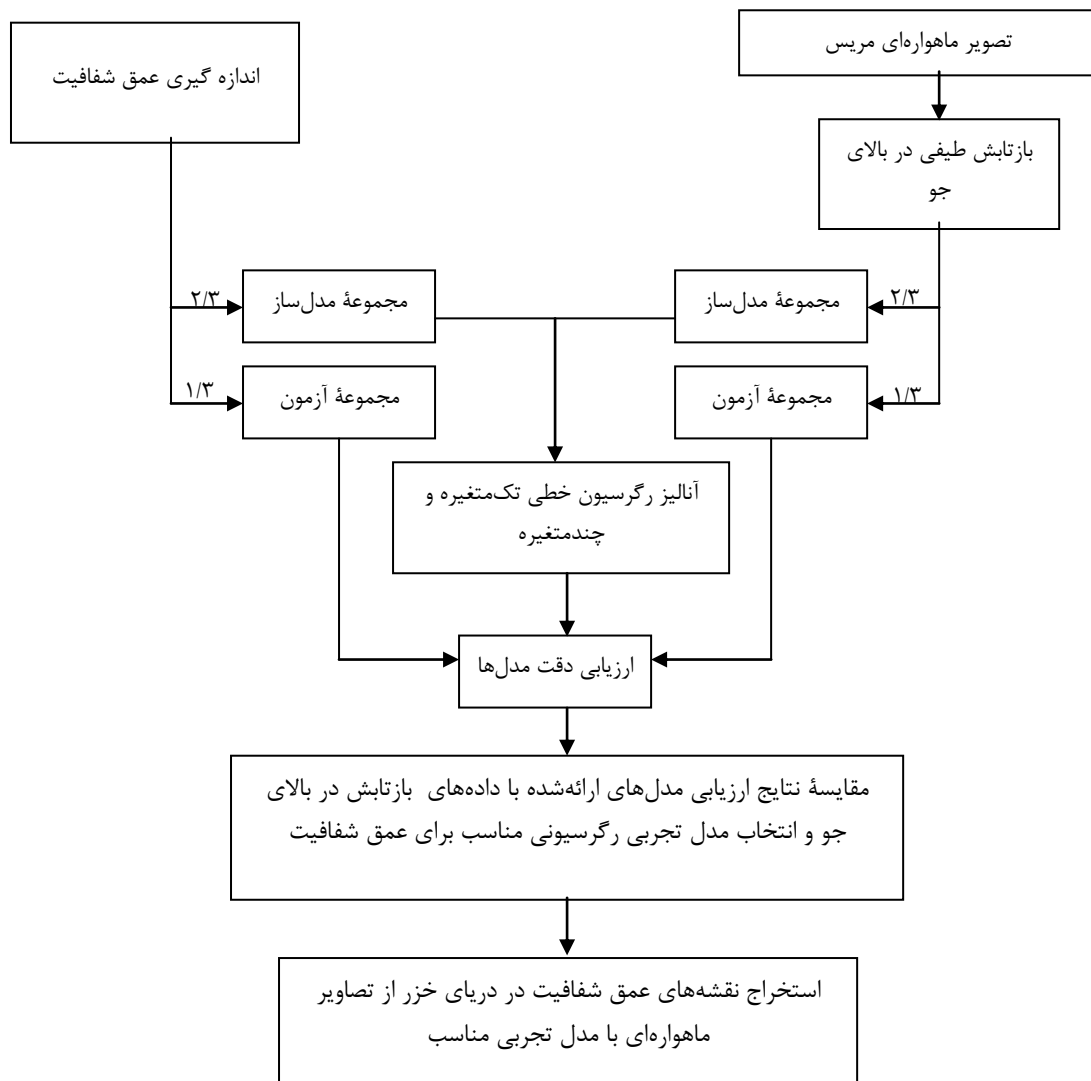 تصویر ماهواره‌ای مریس
اندازه گیری عمق شفافیت
بازتابش طیفی در بالای
جو
مجموعهٔ مدل‌ساز
۲/۳
مجموعهٔ مدل‌ساز
۲/۳
مجموعهٔ آزمون
۱/۳
مجموعهٔ آزمون
۱/۳
آنالیز رگرسیون خطی تک‌متغیره و
چندمتغیره
ارزیابی دقت مدل‌ها
مقایسهٔ نتایج ارزیابی مدل‌های ارائه‌شده با داده‌های بازتابش در بالای
جو و انتخاب مدل تجربی رگرسیونی مناسب برای عمق شفافیت
استخراج نقشه‌های عمق شفافیت در دریای خزر از تصاویر
ماهواره‌ای با مدل تجربی مناسب